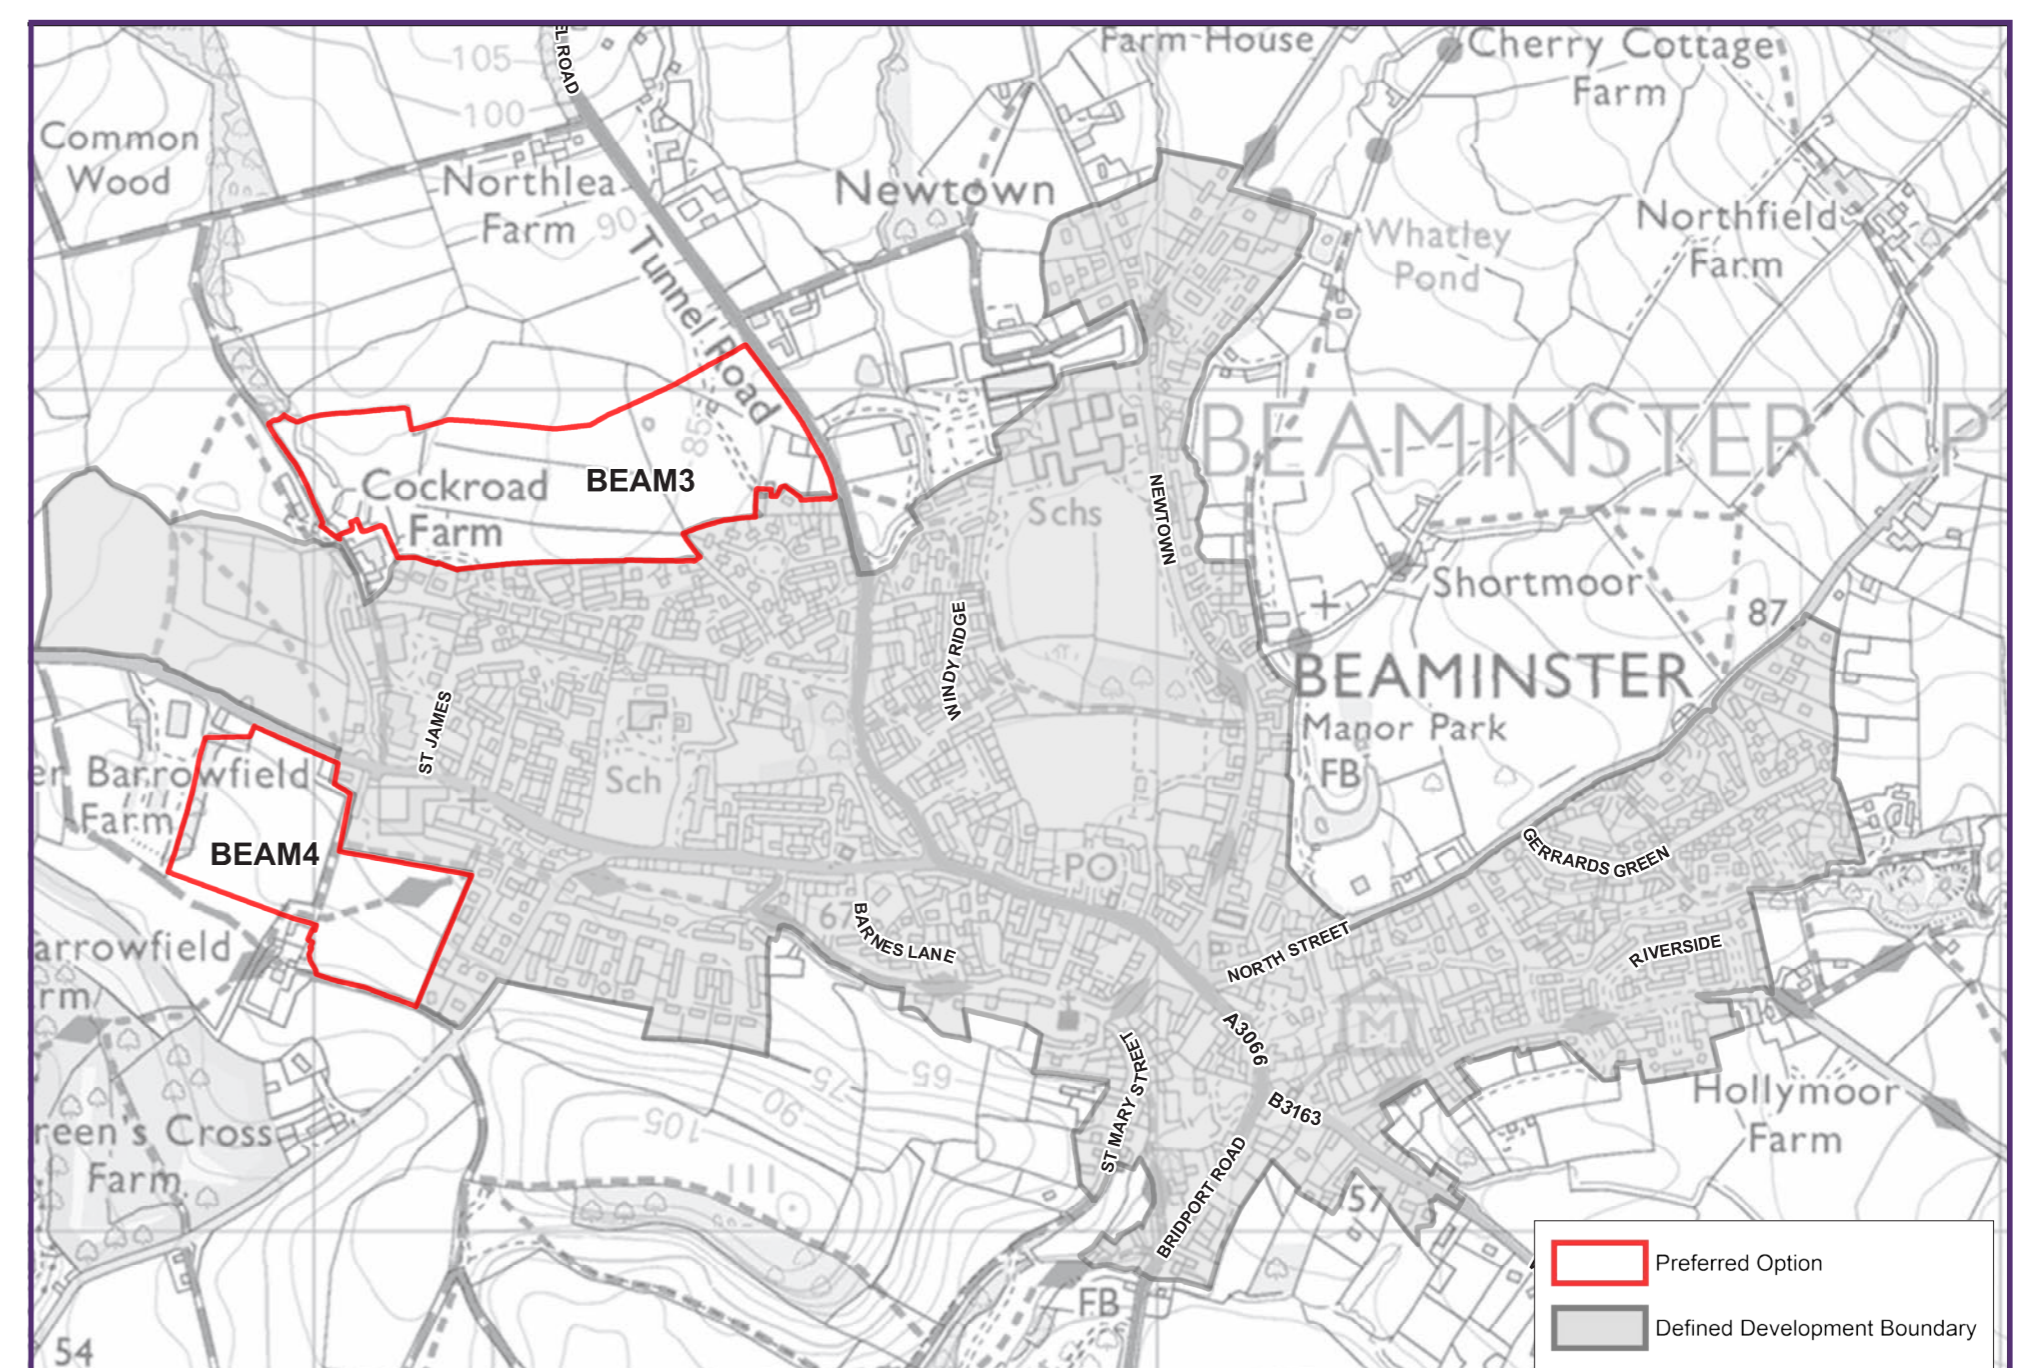 EL ROAD
105
100
Farm House
Cherry Cottage
Farm
Common
Wood
Northlea
Farm
90
Newtown
Whatley
Pond
Northfield
Farm
Tunnel Road
BEAMINSTER CP
85
BEAM3
Cockroad
Farm
Schs
NEWTOWN
Shortmoor
87
WINDY RIDGE
BEAMINSTER
Manor Park
FB
ST JAMES
Sch
er Barrowfield
Farm
BEAM4
PO
GERRARDS GREEN
6
BARNES LANE
NORTH STREET
RIVERSIDE
arrowfield
arm
A3066
M
65
75
90
105
111
ST MARY STREET
B3163
Hollymoor
Farm
reen's Cross
Farm
BRIDPORT ROAD
57
FB
54
Preferred Option
Defined Development Boundary